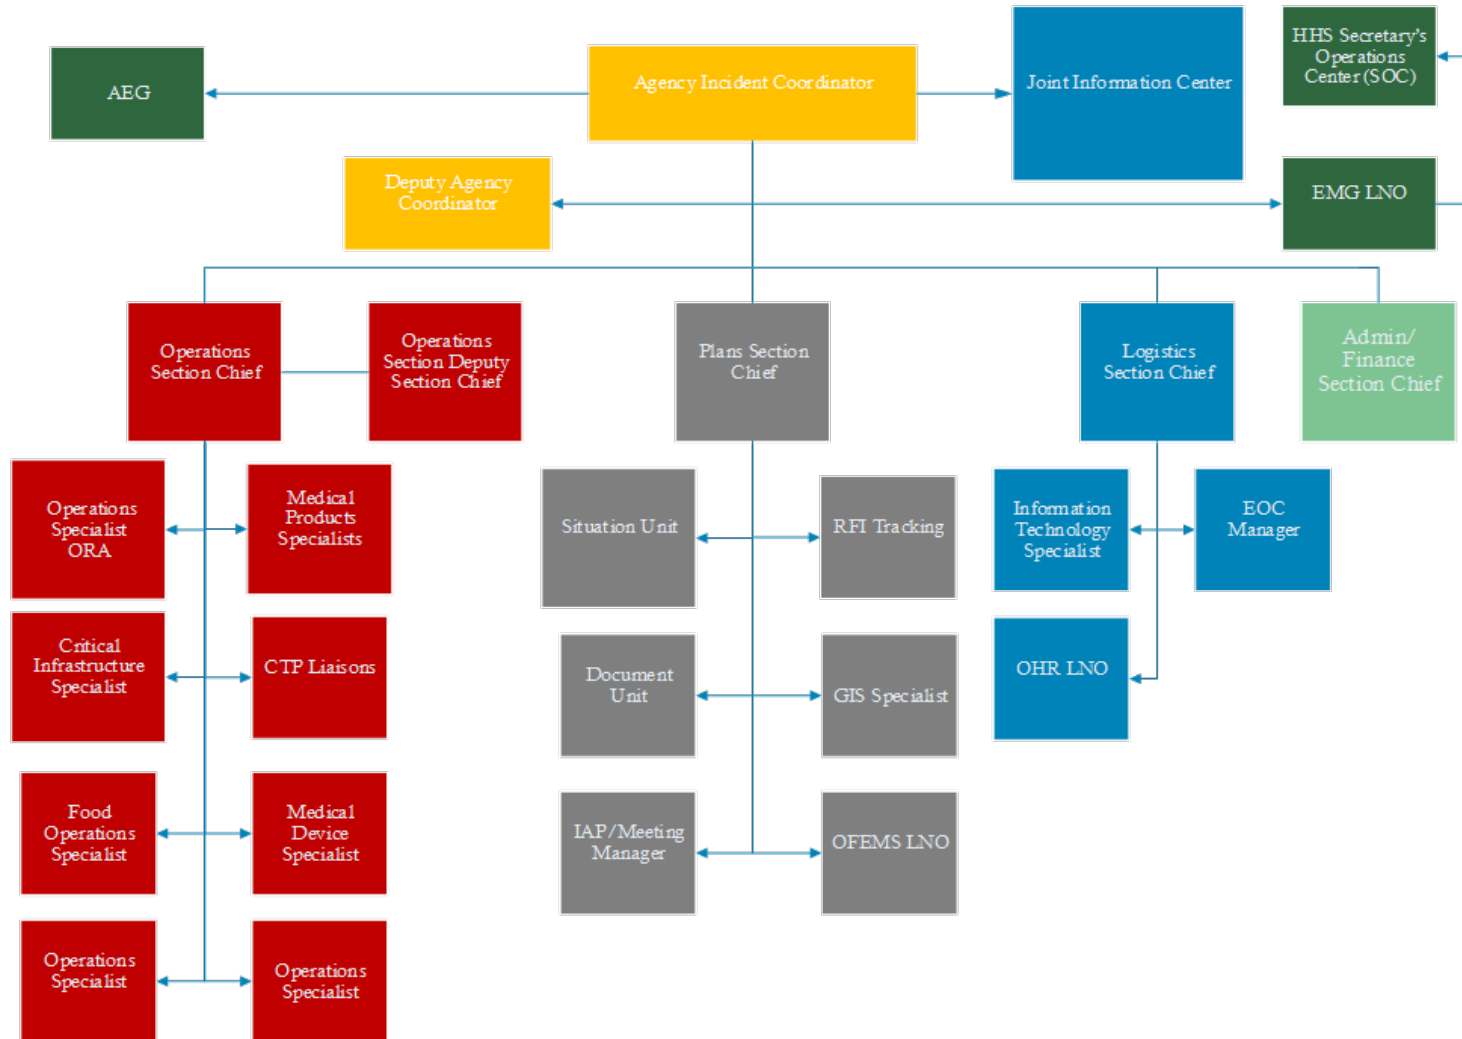 AEG
Agency Incident Coordinator
Joint Information Center
HHS Secretary's
Operations
Center (SOC)
Deputy Agency
Coordinator
EMG LNO
Operations
Section Chief
Operations
Section Deputy
Section Chief
Plans Section
Chief
Logistics
Section Chief
Admin/
Finance
Section Chief
Operations
Specialist
ORA
Medical
Products
Specialists
Situation Unit
RFI Tracking
Information
Technology
Specialist
EOC
Manager
Critical
Infrastructure
Specialist
CTP Liaisons
Document
Unit
GIS Specialist
OHR LNO
Food
Operations
Specialist
Medical
Device
Specialist
IAP/Meeting
Manager
OFEMS LNO
Operations
Specialist
Operations
Specialist